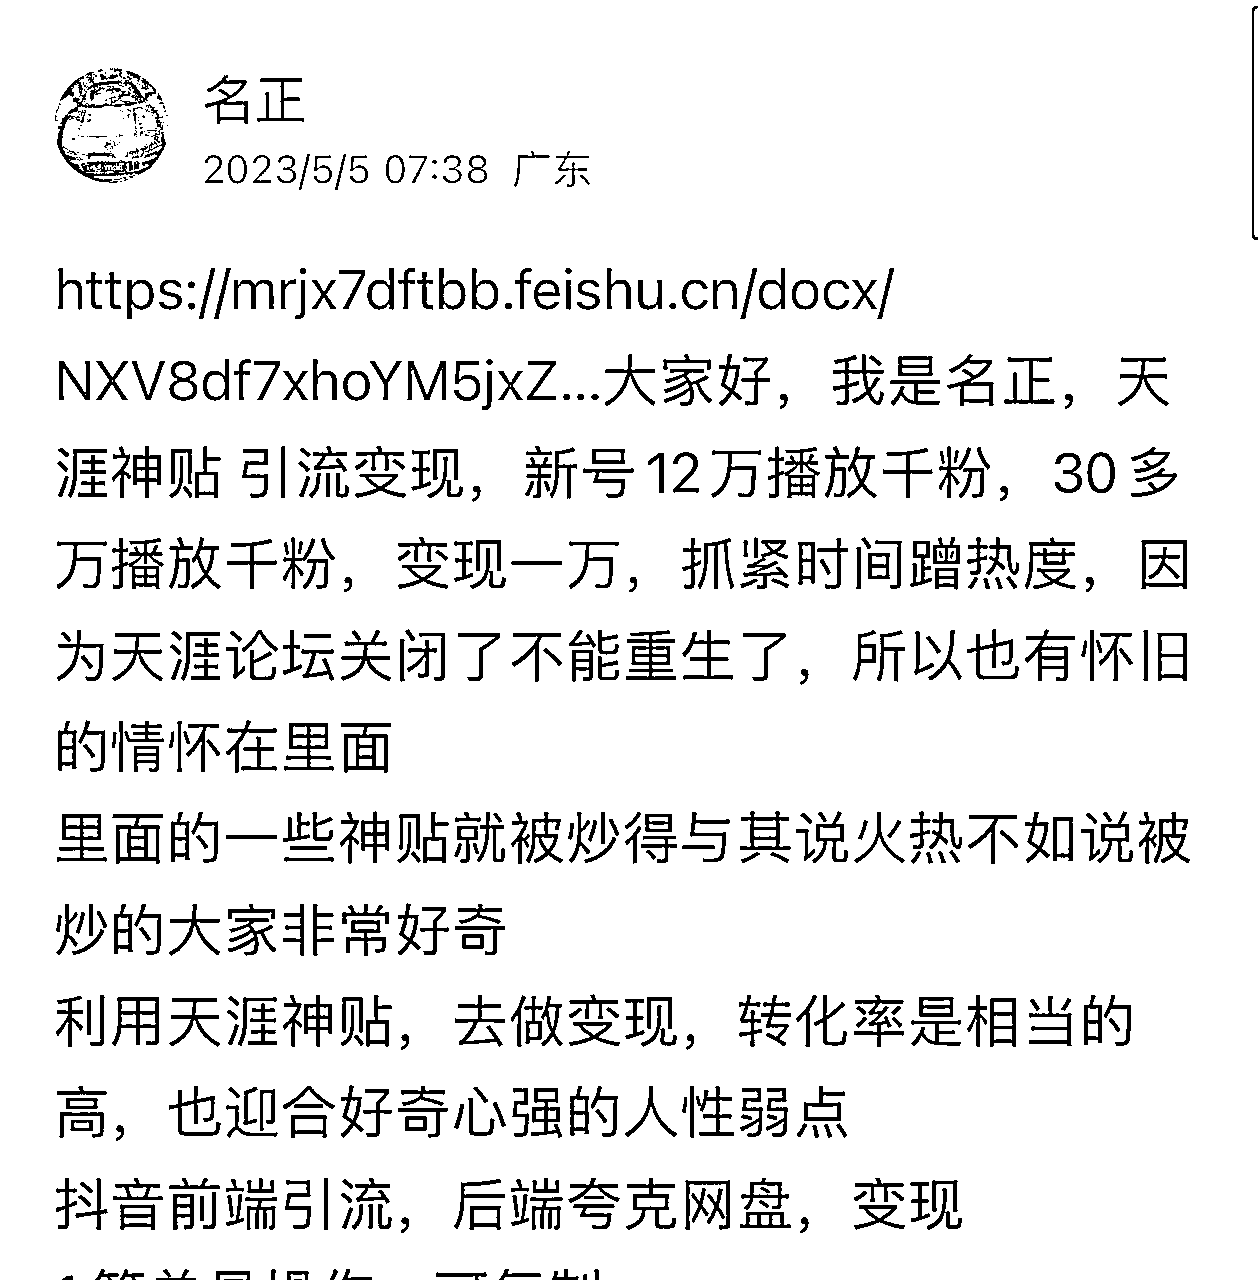 名正
2023/5/5 07:38 广东
https://mrjx7dftbb.feishu.cn/docx/
NXV8df7xhoYM5jxZ...大家好，我是名正，天
涯神贴 引流变现，新号12万播放千粉，30多
万播放千粉，变现一万，抓紧时间蹭热度，因
为天涯论坛关闭了不能重生了，所以也有怀旧
的情怀在里面
里面的一些神贴就被炒得与其说火热不如说被
炒的大家非常好奇
利用天涯神贴，去做变现，转化率是相当的
高，也迎合好奇心强的人性弱点
抖音前端引流，后端夸克网盘，变现